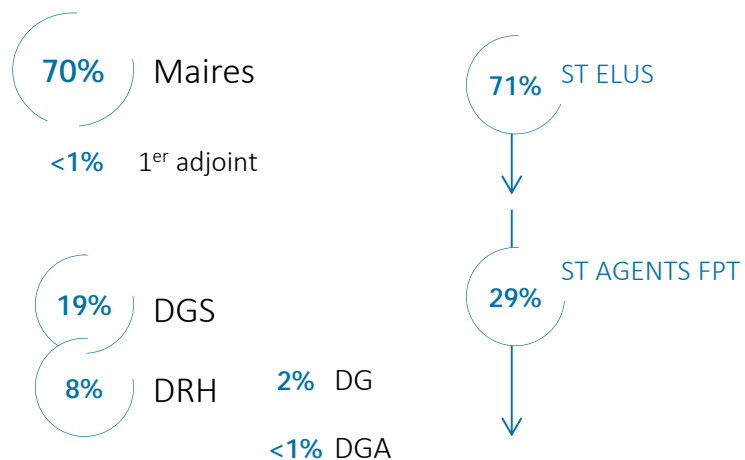 70% Maires
71% ST ELUS
<1% 1er adjoint
19% DGS
29% ST AGENTS FPT
8% DRH
2% DG
<1% DGA